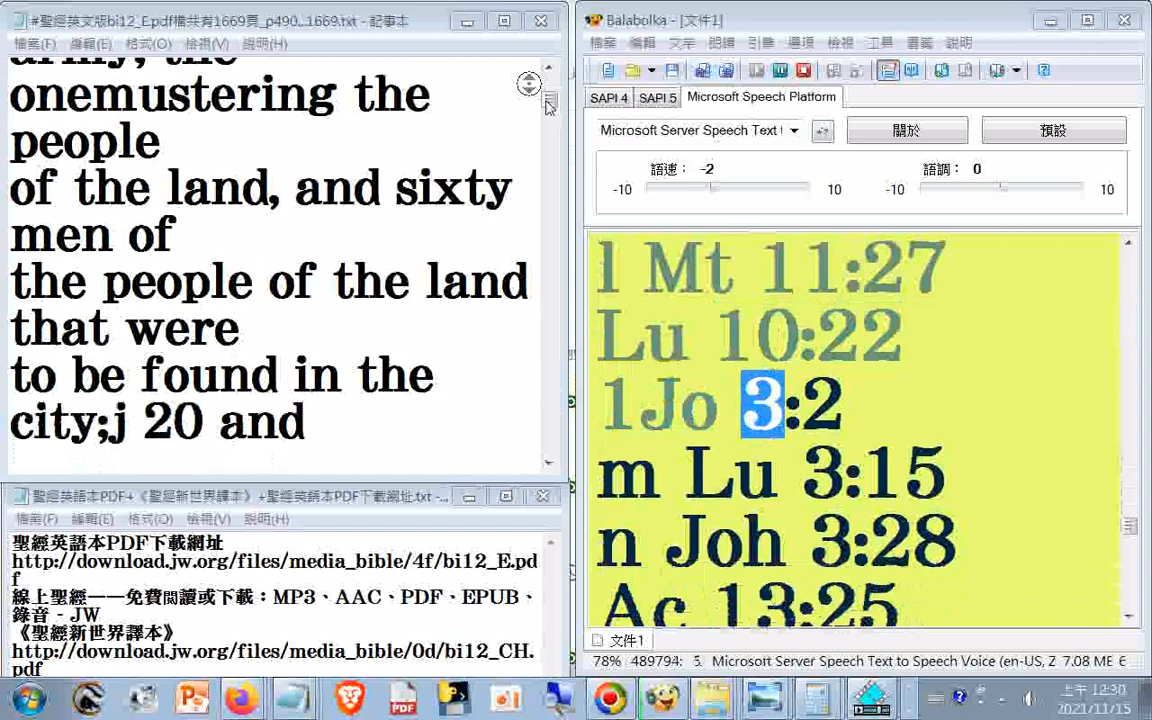 #聖經英文版bi12_E.pdf檔共有1669頁_p490...1669.txt - 記事本
檔案(F) 編輯(E) 格式(O) 檢視(V) 說明(H)
army, the
onemustering the
people
of the land, and sixty
men of
the people of the land
that were
to be found in the
city;j 20 and
聖經英語本PDF+《聖經新世界譯本》+聖經英語本PDF下載網址.txt - ...
檔案(F) 編輯(E) 格式(O) 檢視(V) 說明(H)
聖經英語本PDF下載網址
http://download.jw.org/files/media_bible/4f/bi12_E.pd
f
線上聖經——免費閱讀或下載：MP3、AAC、PDF、EPUB、
錄音 - JW
《聖經新世界譯本》
http://download.jw.org/files/media_bible/0d/bi12_CH.
pdf
Balabolka - [文件1]
檔案 編輯 文字 朗讀 引擎 選項 檢視 工具 書籤 說明
SAPI 4 SAPI 5 Microsoft Speech Platform
Microsoft Server Speech Text 關於 預設
語速： -2 語調： 0
-10 10 -10 10
l Mt 11:27
Lu 10:22
1Jo 3:2
m Lu 3:15
n Joh 3:28
Ac 13:25
文件1
78% 489794: Microsoft Server Speech Text to Speech Voice (en-US, Z 7.08 ME 6
上午 12:30
2021/11/15